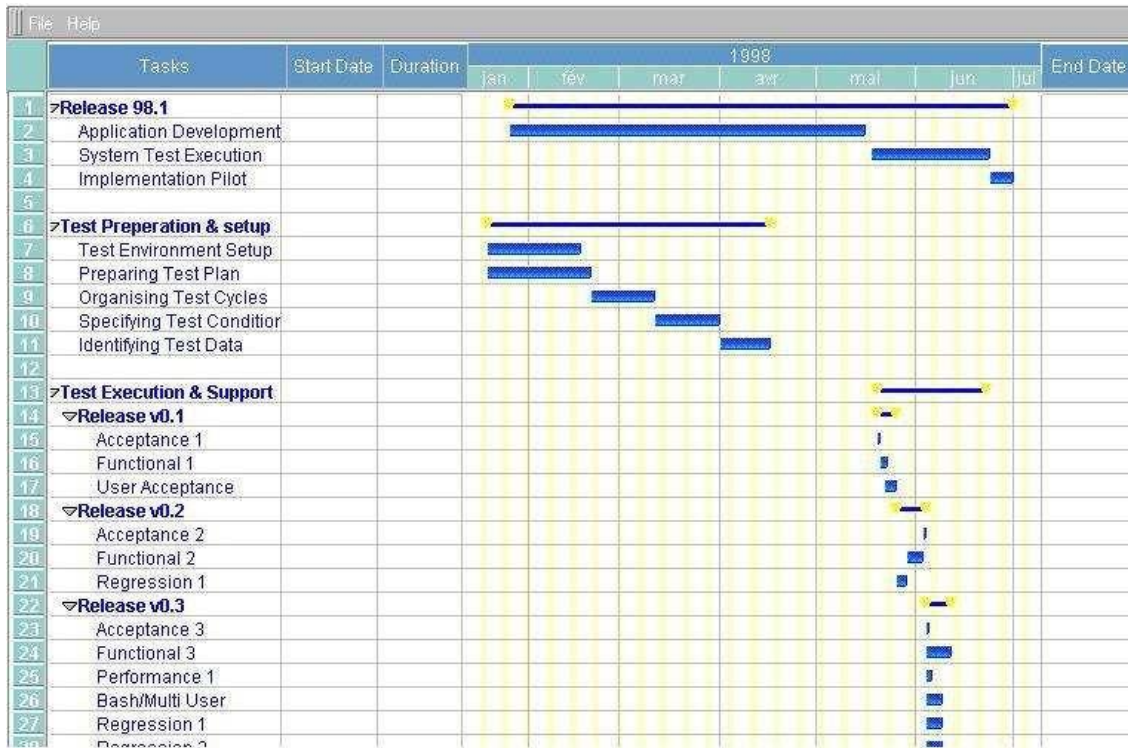 File Help
Tasks Start Date Duration 1998 End Date
jan fév mar avr mai jun jul
1 Release 98.1
2 Application Development
3 System Test Execution
4 Implementation Pilot
5
6 Test Preperation & setup
7 Test Environment Setup
8 Preparing Test Plan
9 Organising Test Cycles
10 Specifying Test Condition
11 Identifying Test Data
12
13 Test Execution & Support
14 Release v0.1
15 Acceptance 1
16 Functional 1
17 User Acceptance
18 Release v0.2
19 Acceptance 2
20 Functional 2
21 Regression 1
22 Release v0.3
23 Acceptance 3
24 Functional 3
25 Performance 1
26 Bash/Multi User
27 Regression 1